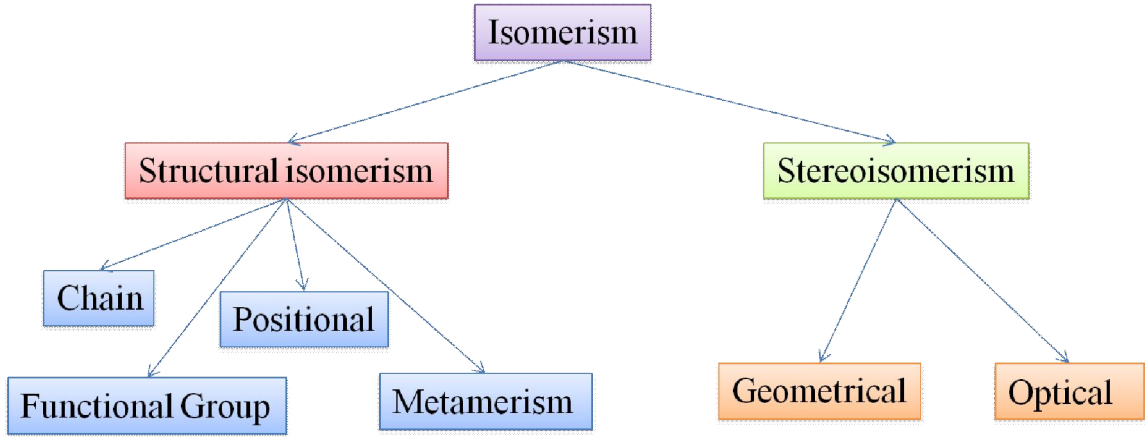 Isomerism
Structural isomerism
Stereoisomerism
Chain
Positional
Functional Group
Metamerism
Geometrical
Optical